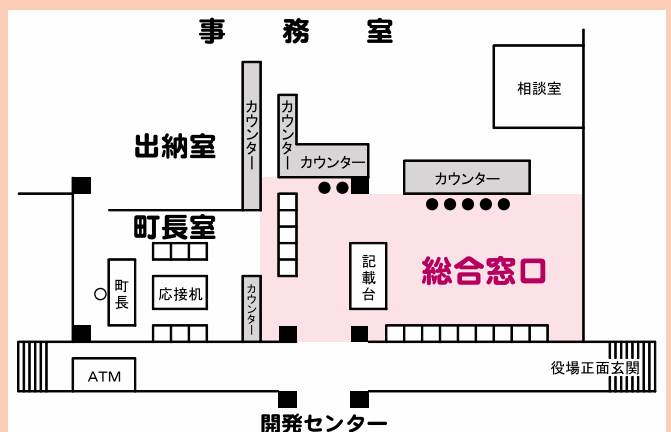 事務室
相談室
カウンター
カウンター
カウンター
カウンター
出納室
町長室
町長
応接机
カウンター
記載台
総合窓口
ATM
役場正面玄関
開発センター